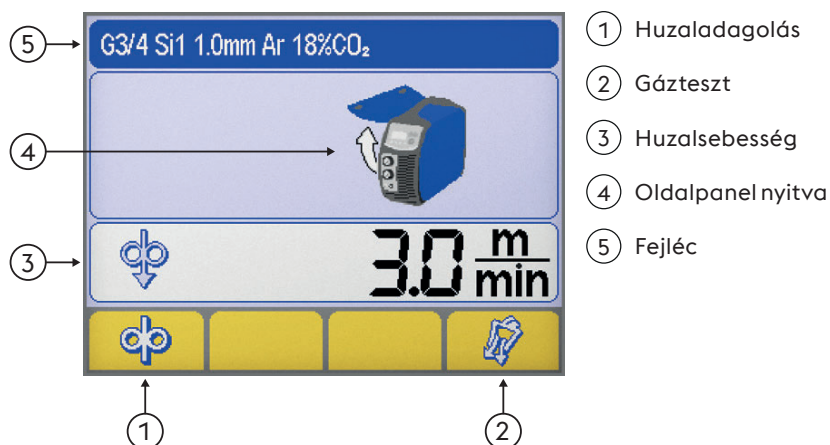 ⑤ G3/4 Si1 1.0mm Ar 18%CO₂
④
③ 3.0 m/min
① ②
① Huzaladagolás
② Gázteszt
③ Huzalsebesség
④ Oldalpanel nyitva
⑤ Fejléc